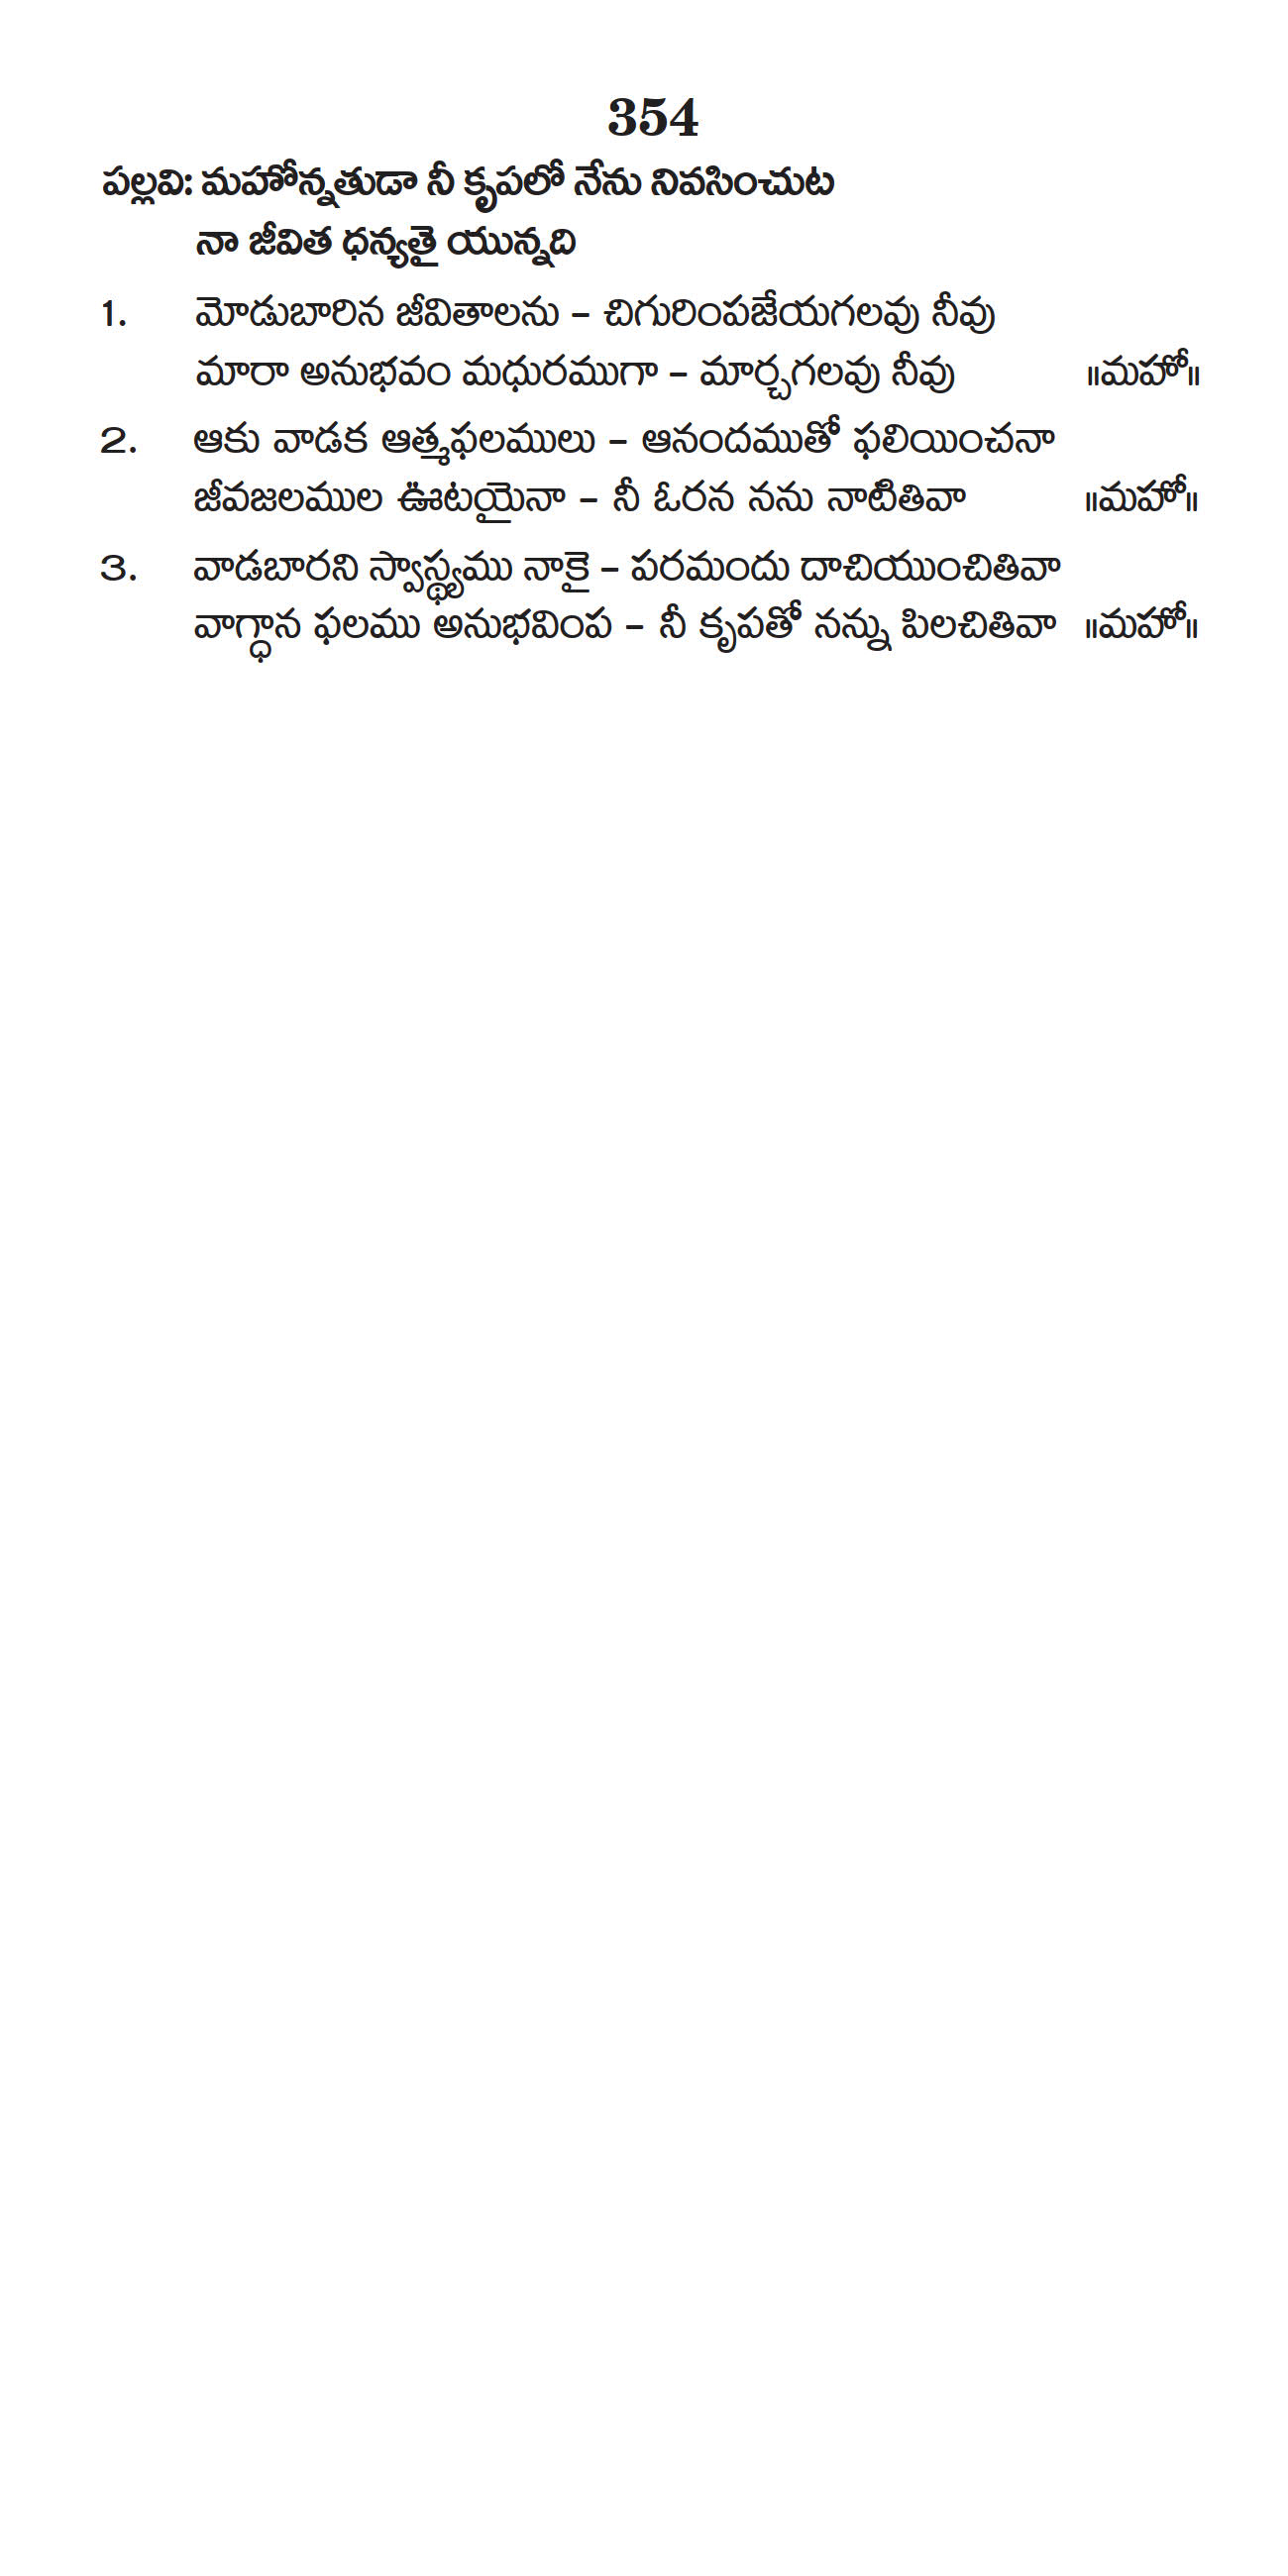 354
పల్లవి: మహోన్నతుడా నీ కృపలో నేను నివసించుట
నా జీవిత ధన్యతై యున్నది
1. మోడుబారిన జీవితాలను – చిగురింపజేయగలవు నీవు
మారా అనుభవం మధురముగా – మార్చగలవు నీవు ॥మహో॥
2. ఆకు వాడక ఆత్మఫలములు – ఆనందముతో ఫలియించనా
జీవజలముల ఊటయైనా – నీ ఓరన నను నాటితివా ॥మహో॥
3. వాడబారని స్వాస్థ్యము నాకై – పరమందు దాచియుంచితివా
వాగ్ధాన ఫలము అనుభవింప – నీ కృపతో నన్ను పిలచితివా ॥మహో॥